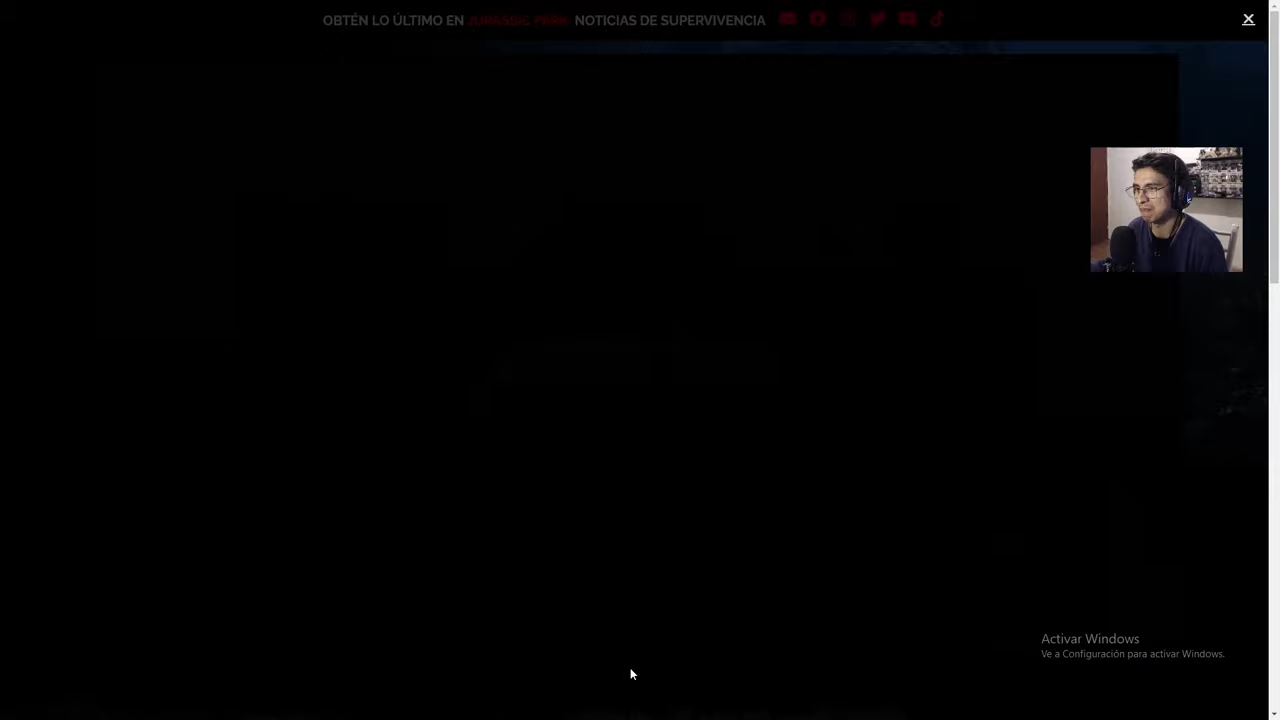 OBTÉN LO ÚLTIMO EN JURASSIC PARK NOTICIAS DE SUPERVIVENCIA
Activar Windows
Ve a Configuración para activar Windows.